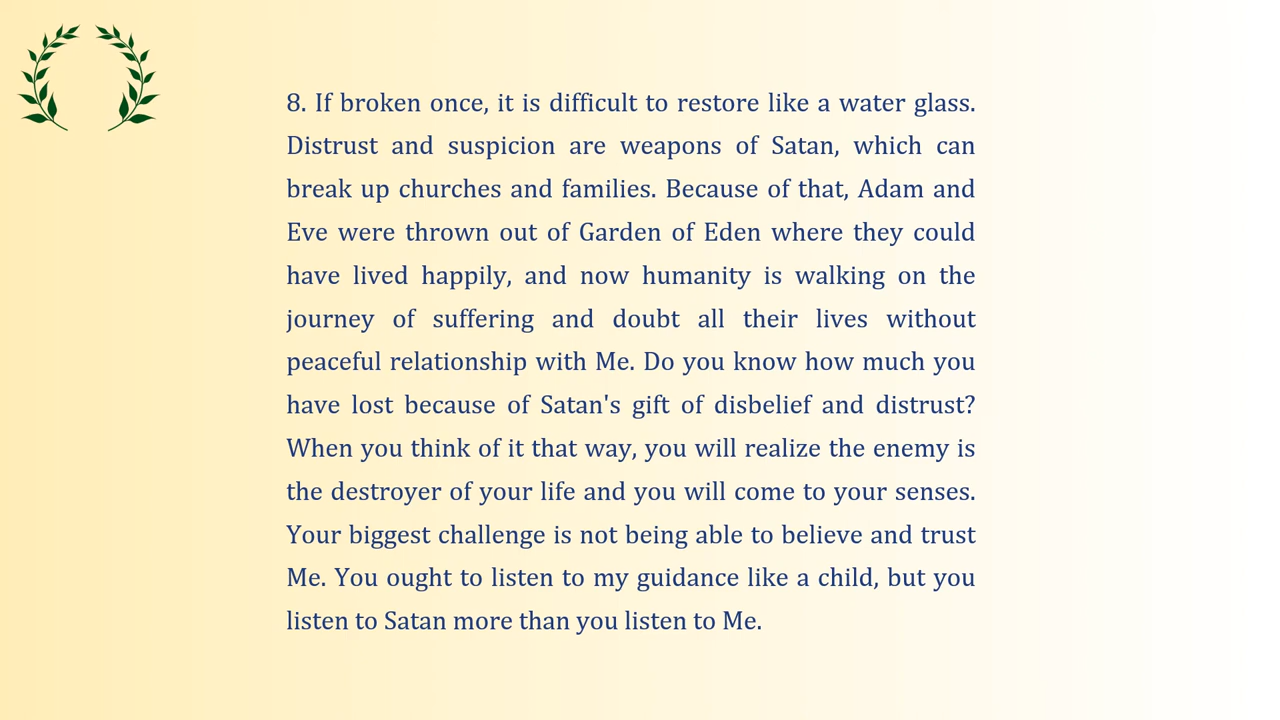 8. If broken once, it is difficult to restore like a water glass.
Distrust and suspicion are weapons of Satan, which can
break up churches and families. Because of that, Adam and
Eve were thrown out of Garden of Eden where they could
have lived happily, and now humanity is walking on the
journey of suffering and doubt all their lives without
peaceful relationship with Me. Do you know how much you
have lost because of Satan's gift of disbelief and distrust?
When you think of it that way, you will realize the enemy is
the destroyer of your life and you will come to your senses.
Your biggest challenge is not being able to believe and trust
Me. You ought to listen to my guidance like a child, but you
listen to Satan more than you listen to Me.